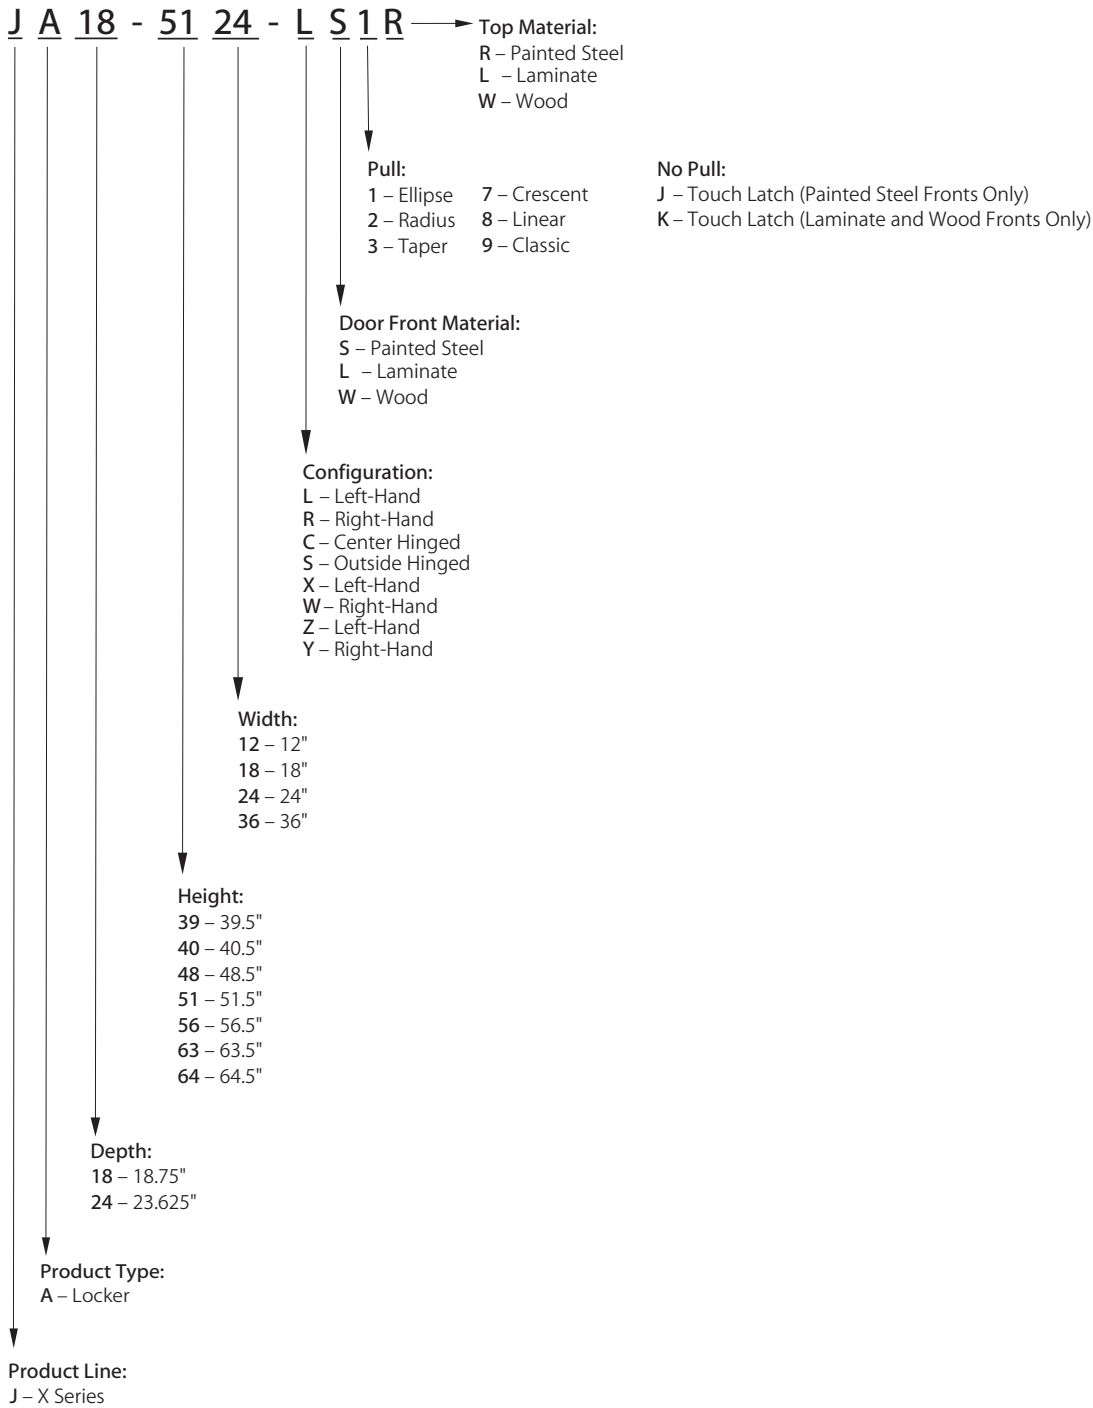 J A 18 - 51 24 - L S 1 R
Top Material:
R – Painted Steel
L – Laminate
W – Wood
Pull:
1 – Ellipse
2 – Radius
3 – Taper
7 – Crescent
8 – Linear
9 – Classic
No Pull:
J – Touch Latch (Painted Steel Fronts Only)
K – Touch Latch (Laminate and Wood Fronts Only)
Door Front Material:
S – Painted Steel
L – Laminate
W – Wood
Configuration:
L – Left-Hand
R – Right-Hand
C – Center Hinged
S – Outside Hinged
X – Left-Hand
W – Right-Hand
Z – Left-Hand
Y – Right-Hand
Width:
12 – 12"
18 – 18"
24 – 24"
36 – 36"
Height:
39 – 39.5"
40 – 40.5"
48 – 48.5"
51 – 51.5"
56 – 56.5"
63 – 63.5"
64 – 64.5"
Depth:
18 – 18.75"
24 – 23.625"
Product Type:
A – Locker
Product Line:
J – X Series